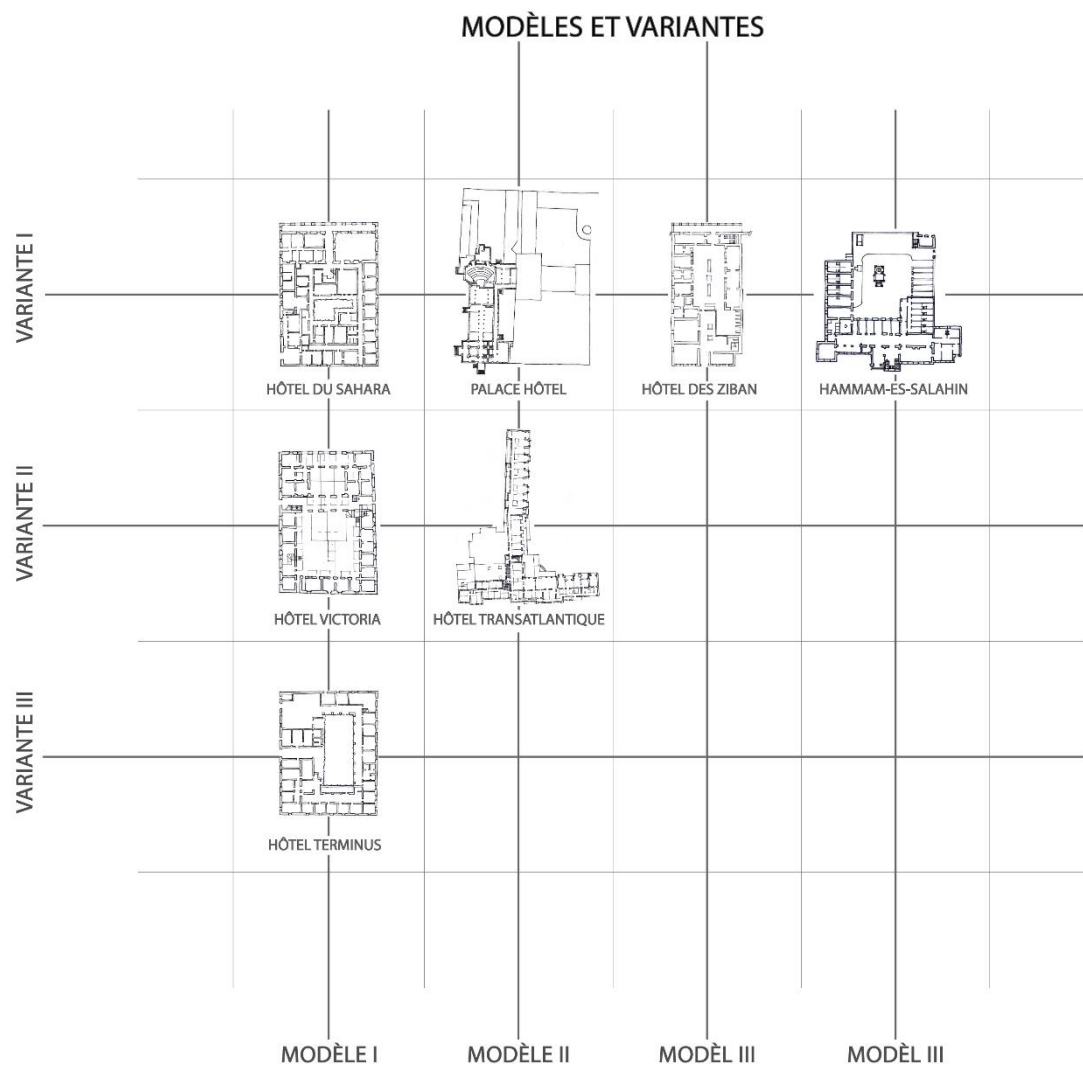 MODÈLES ET VARIANTES
VARIANTE I
HÔTEL DU SAHARA
PALACE HÔTEL
HÔTEL DES ZIBAN
HAMMAM-ES-SALAHIN
VARIANTE II
HÔTEL VICTORIA
HÔTEL TRANSATLANTIQUE
VARIANTE III
HÔTEL TERMINUS
MODÈLE I
MODÈLE II
MODÈL III
MODÈL III